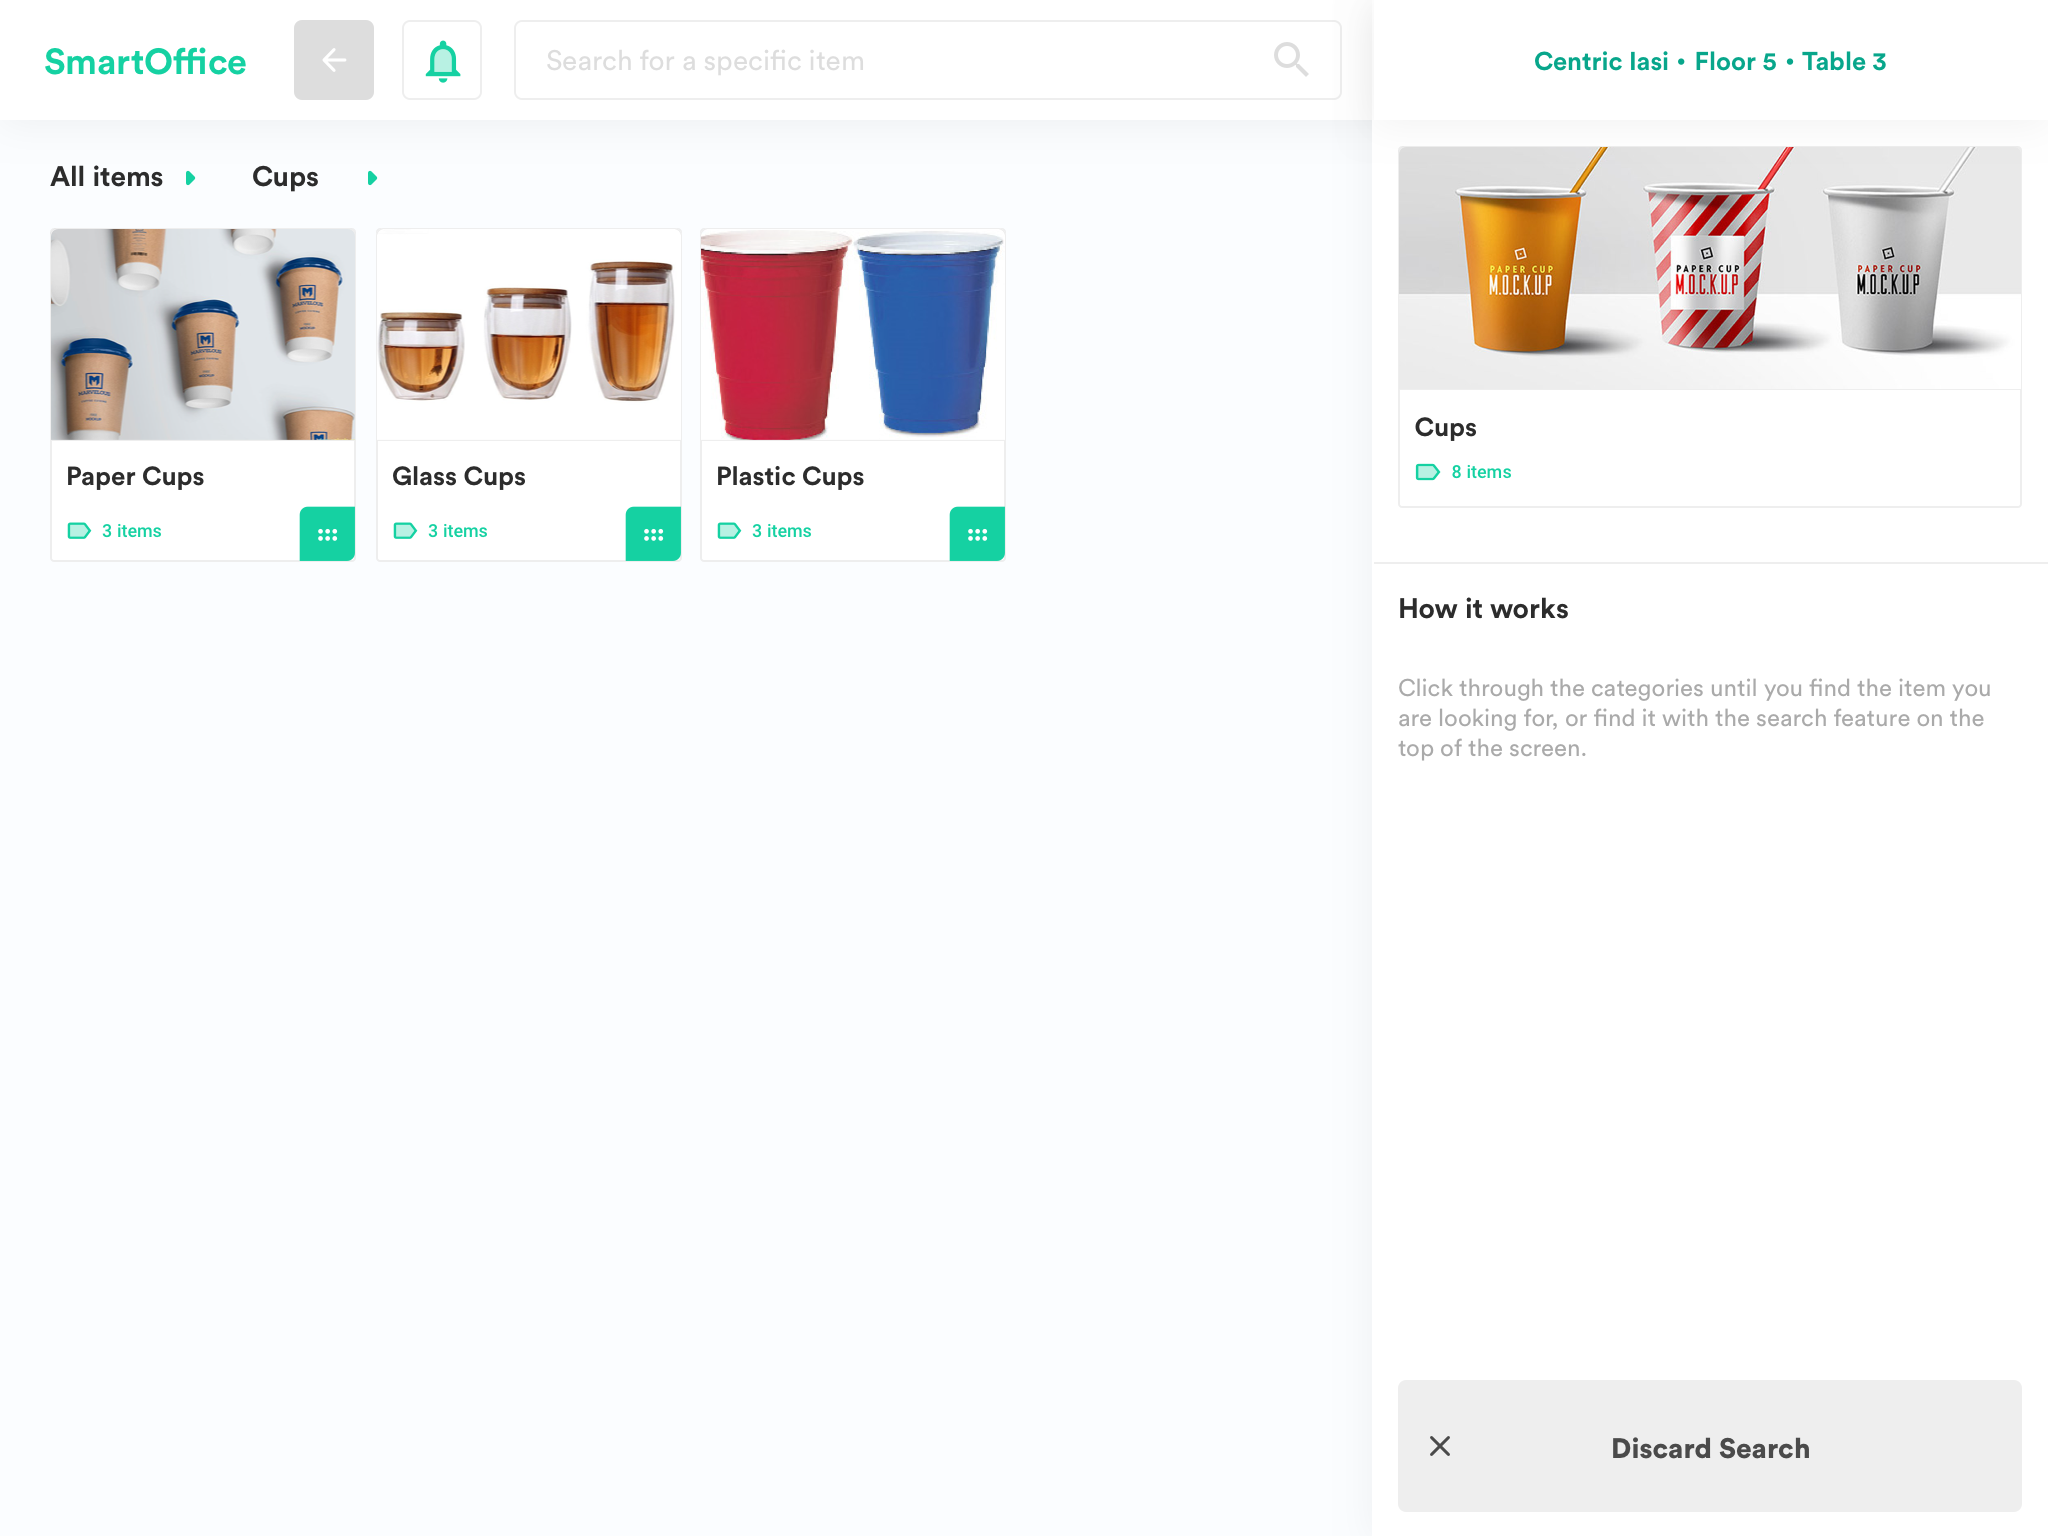 SmartOffice
Search for a specific item
Centric Iasi • Floor 5 • Table 3
All items
Cups
MARVELOUS
M
MARVELOUS
M
MARVELOUS
M
Paper Cups
3 items
Glass Cups
3 items
Plastic Cups
3 items
PAPER CUP
M.O.C.K.U.P
PAPER CUP
M.O.C.K.U.P
PAPER CUP
M.O.C.K.U.P
Cups
8 items
How it works
Click through the categories until you find the item you
are looking for, or find it with the search feature on the
top of the screen.
Discard Search